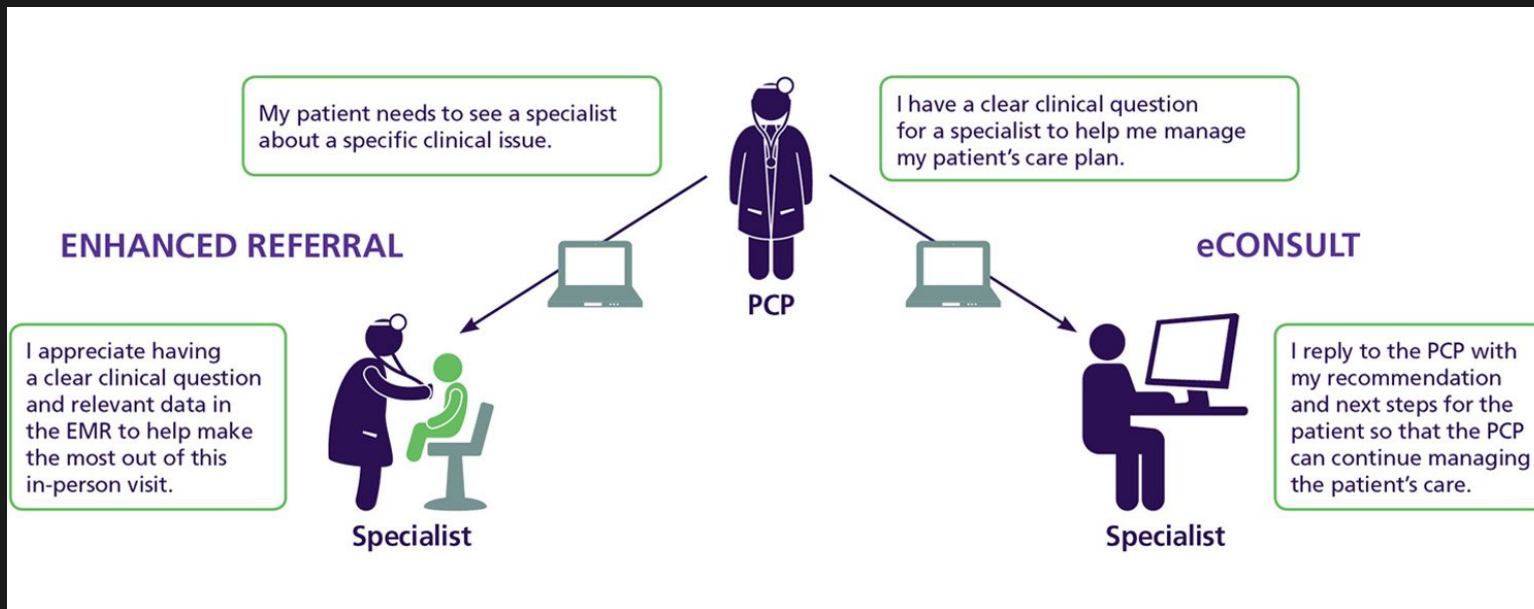 My patient needs to see a specialist
about a specific clinical issue.
I have a clear clinical question
for a specialist to help me manage
my patient’s care plan.
ENHANCED REFERRAL
eCONSULT
PCP
I appreciate having
a clear clinical question
and relevant data in
the EMR to help make
the most out of this
in-person visit.
I reply to the PCP with
my recommendation
and next steps for the
patient so that the PCP
can continue managing
the patient’s care.
Specialist
Specialist